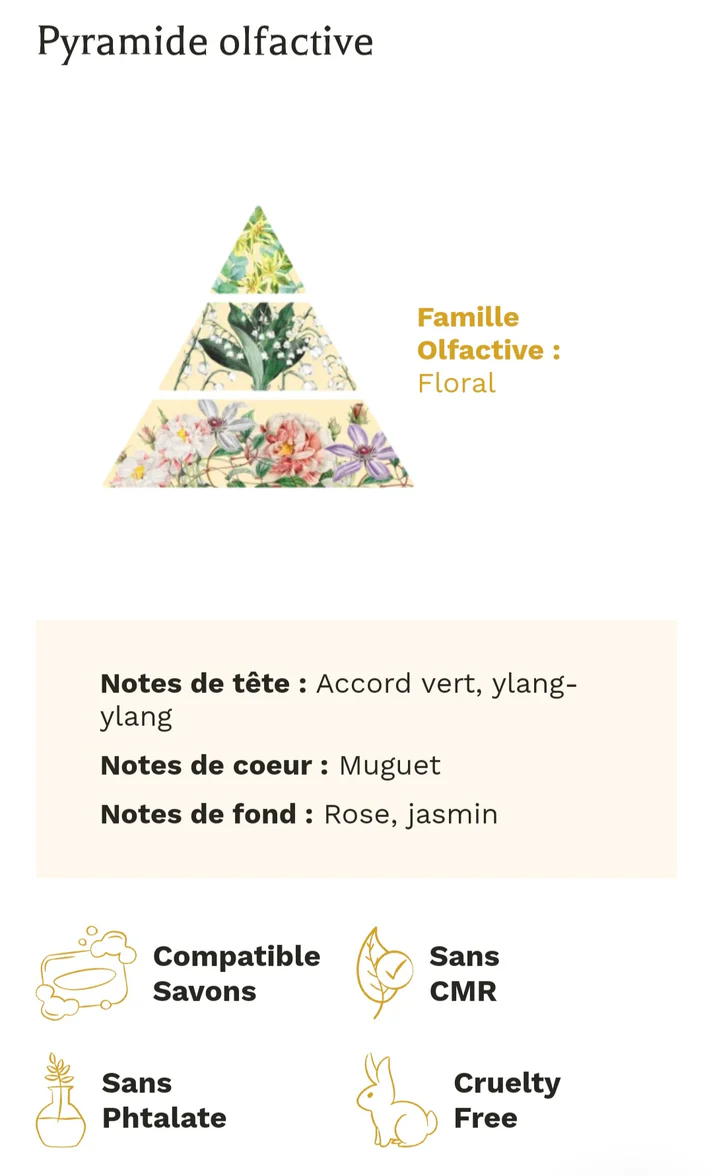 Pyramide olfactive
Famille
Olfactive :
Floral
Notes de tête : Accord vert, ylang-
ylang
Notes de coeur : Muguet
Notes de fond : Rose, jasmin
Compatible
Savons
Sans
CMR
Sans
Phtalate
Cruelty
Free